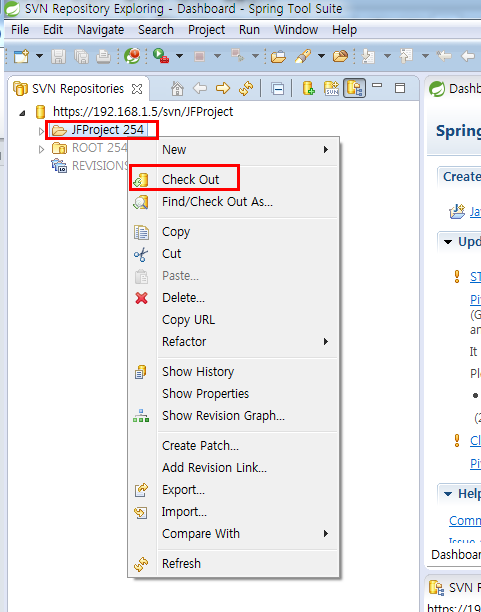 SVN Repository Exploring - Dashboard - Spring Tool Suite
File Edit Navigate Search Project Run Window Help
SVN Repositories
https://192.168.1.5/svn/JFProject
JFProject 254
ROOT 254
REVISIONS
New
Check Out
Find/Check Out As...
Copy
Cut
Paste...
Delete...
Copy URL
Refactor
Show History
Show Properties
Show Revision Graph...
Create Patch...
Add Revision Link...
Export...
Import...
Compare With
Refresh
Dashbo
Spring
Create
Ja
Upd
ST
Pi
(G
an
It
Ple
(2
Cl
Pi
Help
Comm
Issue a
Dashboard
SVN R
https://19